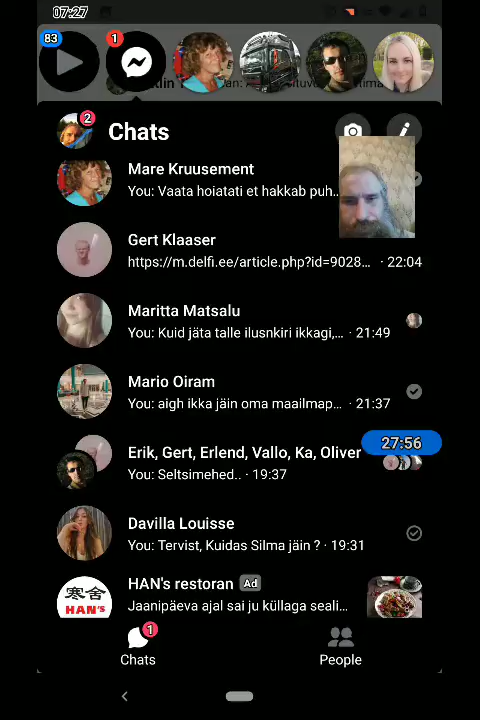 07:27
83
1
2
Chats
Mare Kruusement
You: Vaata hoiatati et hakkab puh..
Gert Klaaser
https://m.delfi.ee/article.php?id=9028... · 22:04
Maritta Matsalu
You: Kuid jäta talle ilusnkiri ikkagi,... · 21:49
Mario Oiram
You: aigh ikka jäin oma maailmap... · 21:37
27:56
Erik, Gert, Erlend, Vallo, Ka, Oliver
You: Seltsimehed.. · 19:37
Davilla Louisse
You: Tervist, Kuidas Silma jäin ? · 19:31
寒舍
HAN'S
HAN's restoran Ad
Jaanipäeva ajal sai ju küllaga seali...
1
Chats
People